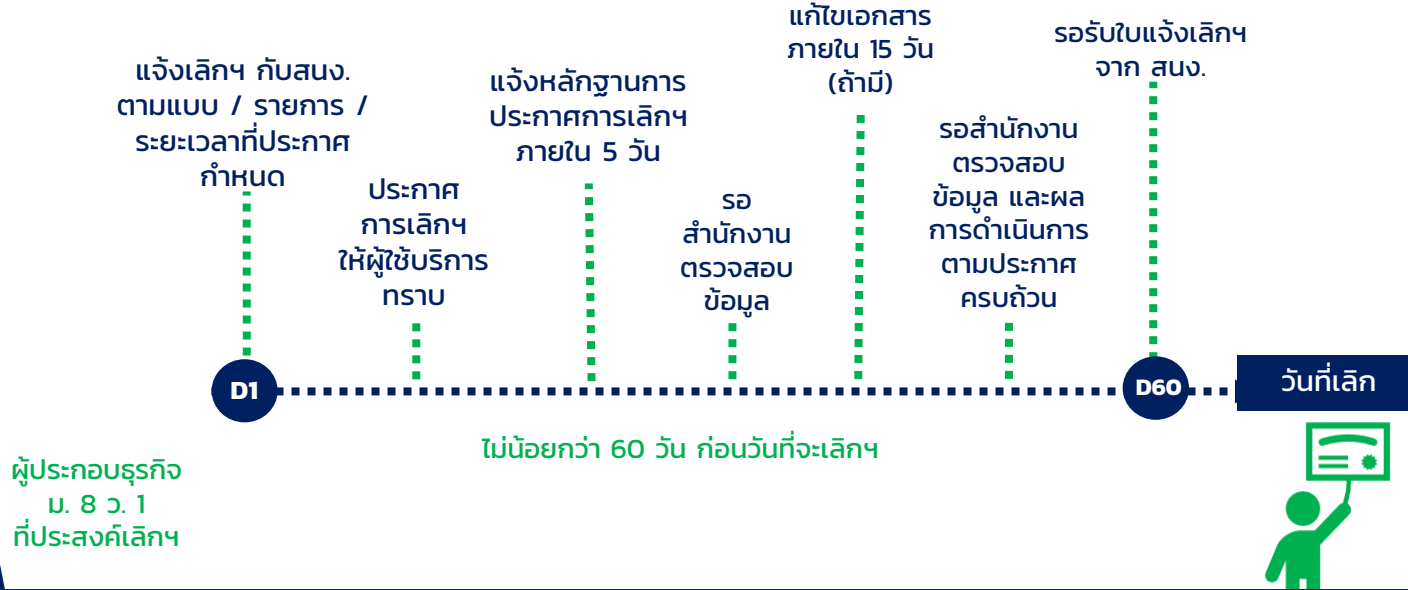 แจ้งเลิกฯ กับสนง.
ตามแบบ / รายการ /
ระยะเวลาที่ประกาศ
กำหนด
ประกาศ
การเลิกฯ
ให้ผู้ใช้บริการ
ทราบ
แจ้งหลักฐานการ
ประกาศการเลิกฯ
ภายใน 5 วัน
รอ
สำนักงาน
ตรวจสอบ
ข้อมูล
แก้ไขเอกสาร
ภายใน 15 วัน
(ถ้ามี)
รอสำนักงาน
ตรวจสอบ
ข้อมูล และผล
การดำเนินการ
ตามประกาศ
ครบถ้วน
รอรับใบแจ้งเลิกฯ
จาก สนง.
D1
D60
วันที่เลิก
ไม่น้อยกว่า 60 วัน ก่อนวันที่จะเลิกฯ
ผู้ประกอบธุรกิจ
ม. 8 ว. 1
ที่ประสงค์เลิกฯ